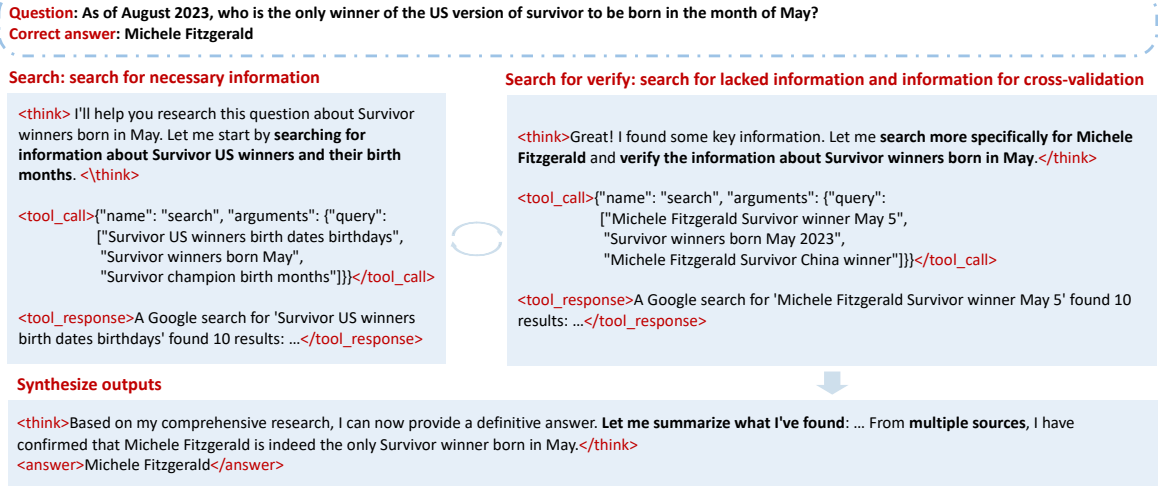 Question: As of August 2023, who is the only winner of the US version of survivor to be born in the month of May?
Correct answer: Michele Fitzgerald
Search: search for necessary information
<think> I'll help you research this question about Survivor
winners born in May. Let me start by searching for
information about Survivor US winners and their birth
months. <\think>
<tool_call>{"name": "search", "arguments": {"query":
["Survivor US winners birth dates birthdays",
"Survivor winners born May",
"Survivor champion birth months"]}}</tool_call>
<tool_response>A Google search for 'Survivor US winners
birth dates birthdays' found 10 results: ...</tool_response>
Search for verify: search for lacked information and information for cross-validation
<think>Great! I found some key information. Let me search more specifically for Michele
Fitzgerald and verify the information about Survivor winners born in May.</think>
<tool_call>{"name": "search", "arguments": {"query":
["Michele Fitzgerald Survivor winner May 5",
"Survivor winners born May 2023",
"Michele Fitzgerald Survivor China winner"]}}</tool_call>
<tool_response>A Google search for 'Michele Fitzgerald Survivor winner May 5' found 10
results: ...</tool_response>
Synthesize outputs
<think>Based on my comprehensive research, I can now provide a definitive answer. Let me summarize what I've found: ... From multiple sources, I have
confirmed that Michele Fitzgerald is indeed the only Survivor winner born in May.</think>
<answer>Michele Fitzgerald</answer>